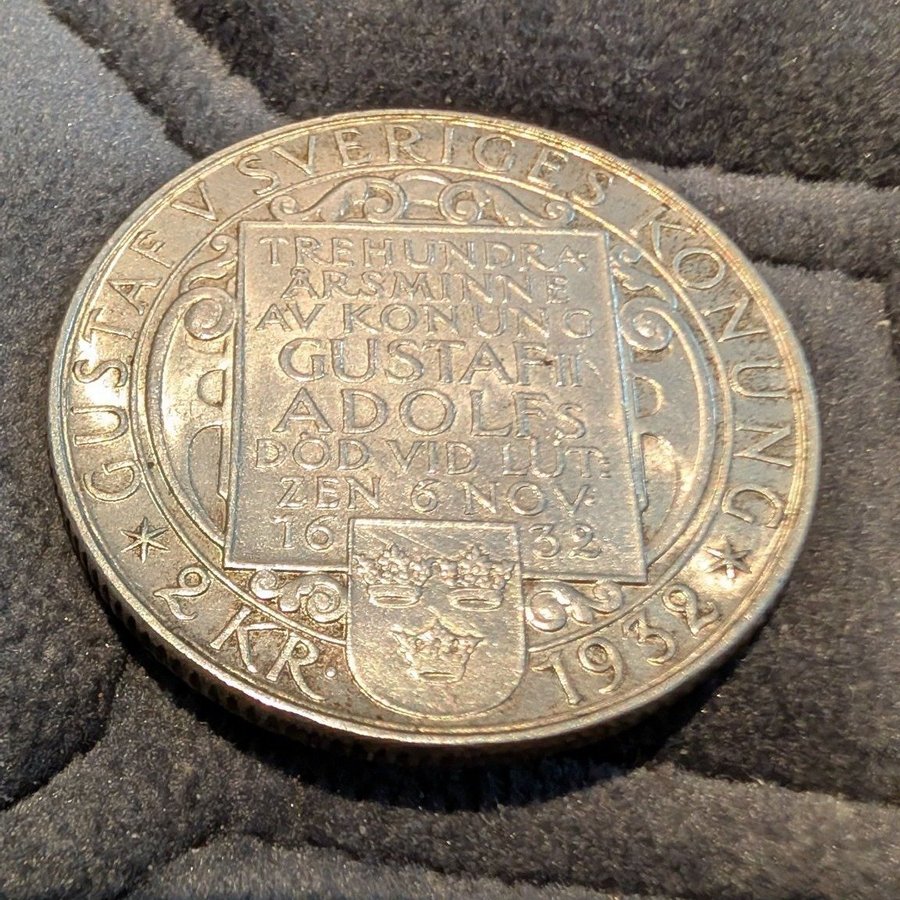 GUSTAF V SVERIGES KONUNG
TREHUNDRA-
ÅRSMINNE
AV KONUNG
GUSTAF II
ADOLFS
DÖD VID LÜT-
ZEN 6 NOV.
16 32
* 2 KR. 1932 *